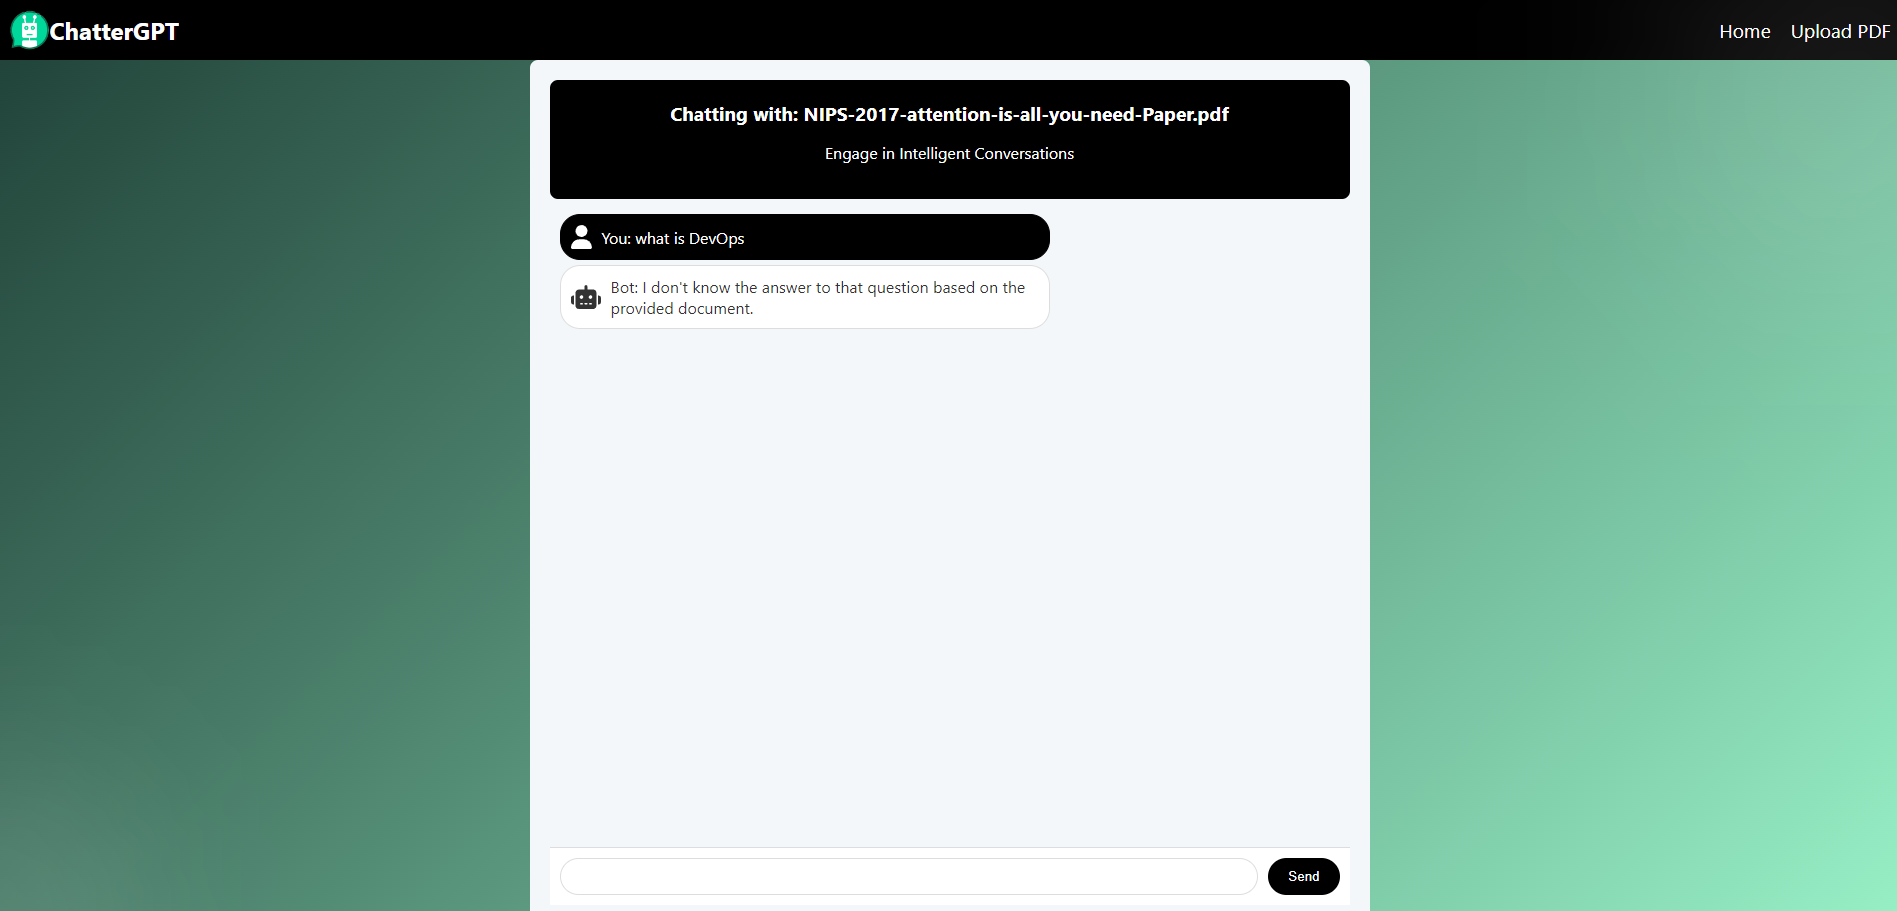 ChatterGPT
Home
Upload PDF
Chatting with: NIPS-2017-attention-is-all-you-need-Paper.pdf
Engage in Intelligent Conversations
You: what is DevOps
Bot: I don't know the answer to that question based on the
provided document.
Send